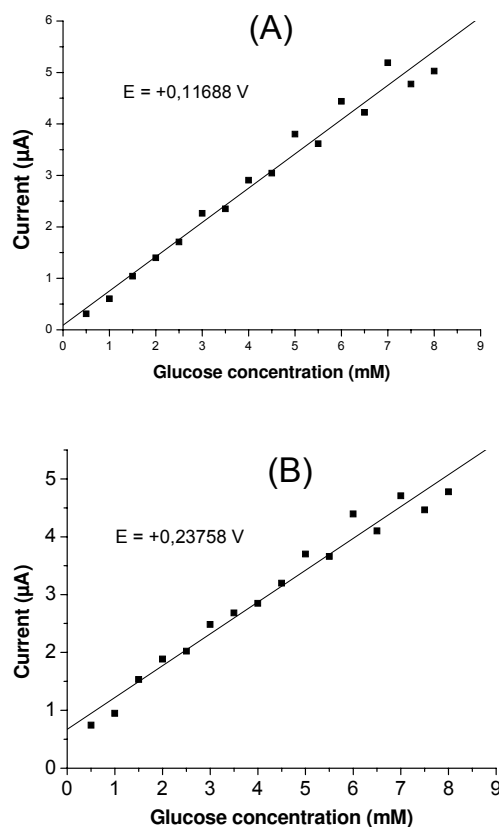 (A)
E = +0,11688 V
6
5
4
3
2
1
0
Current (µA)
0 1 2 3 4 5 6 7 8 9
Glucose concentration (mM)
(B)
E = +0,23758 V
5
4
3
2
1
0
Current (µA)
0 1 2 3 4 5 6 7 8 9
Glucose concentration (mM)